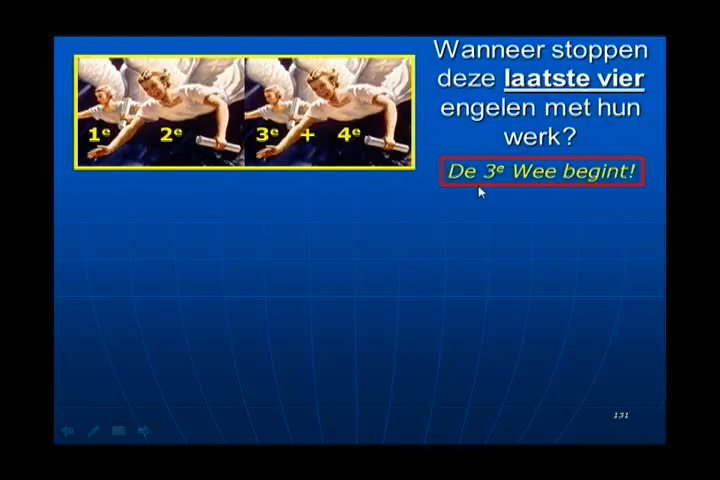 Wanneer stoppen
deze laatste vier
engelen met hun
werk?
De 3e Wee begint!
1e 2e 3e + 4e
131